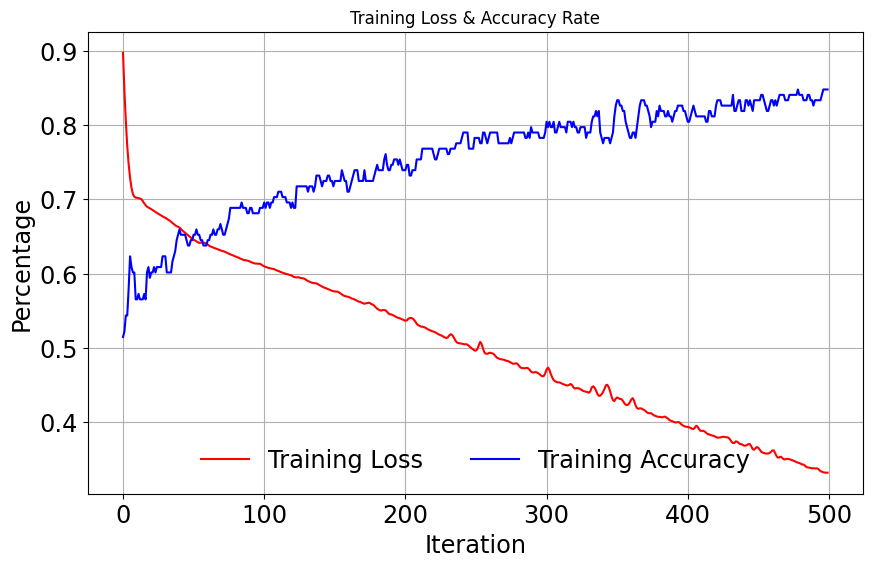 Training Loss & Accuracy Rate
0.9
0.8
0.7
0.6
0.5
0.4
Percentage
Training Loss
Training Accuracy
0
100
200
300
400
500
Iteration